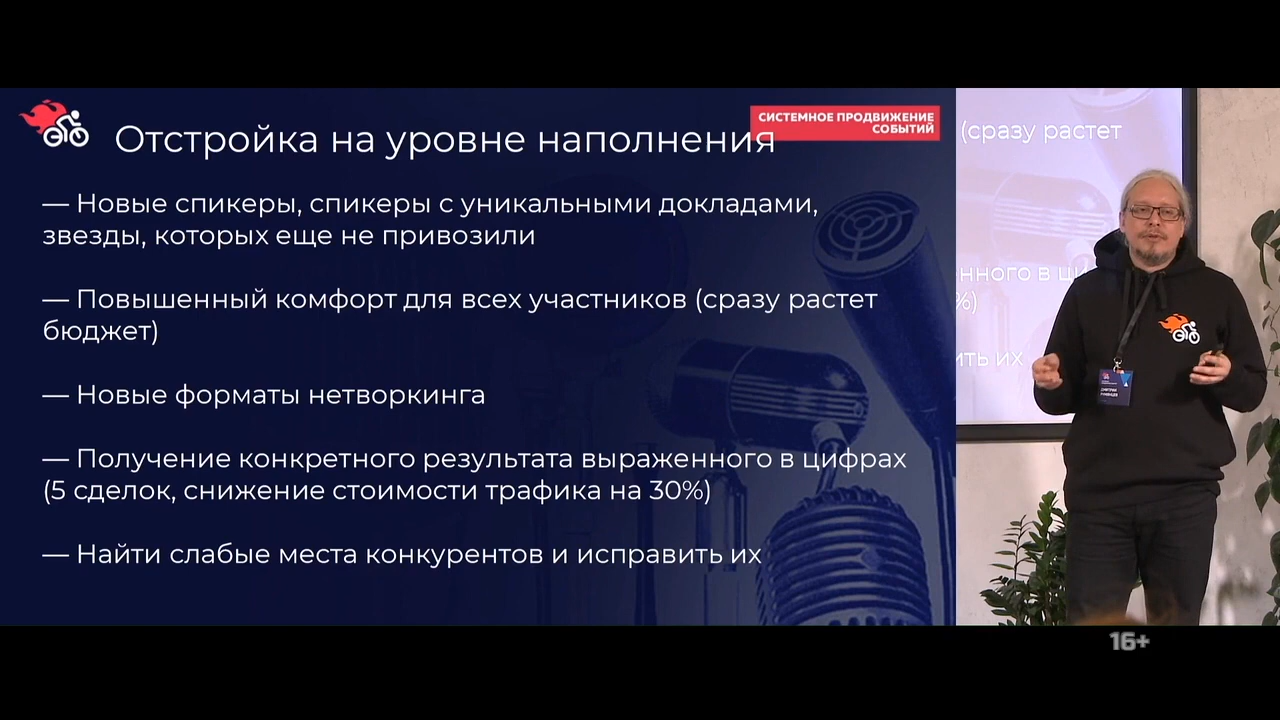 СИСТЕМНОЕ ПРОДВИЖЕНИЕ
СОБЫТИЙ
Отстройка на уровне наполнения
— Новые спикеры, спикеры с уникальными докладами,
звезды, которых еще не привозили
— Повышенный комфорт для всех участников (сразу растет
бюджет)
— Новые форматы нетворкинга
— Получение конкретного результата выраженного в цифрах
(5 сделок, снижение стоимости трафика на 30%)
— Найти слабые места конкурентов и исправить их
(сразу растет
%)
ить их
ДМИТРИЙ
16+